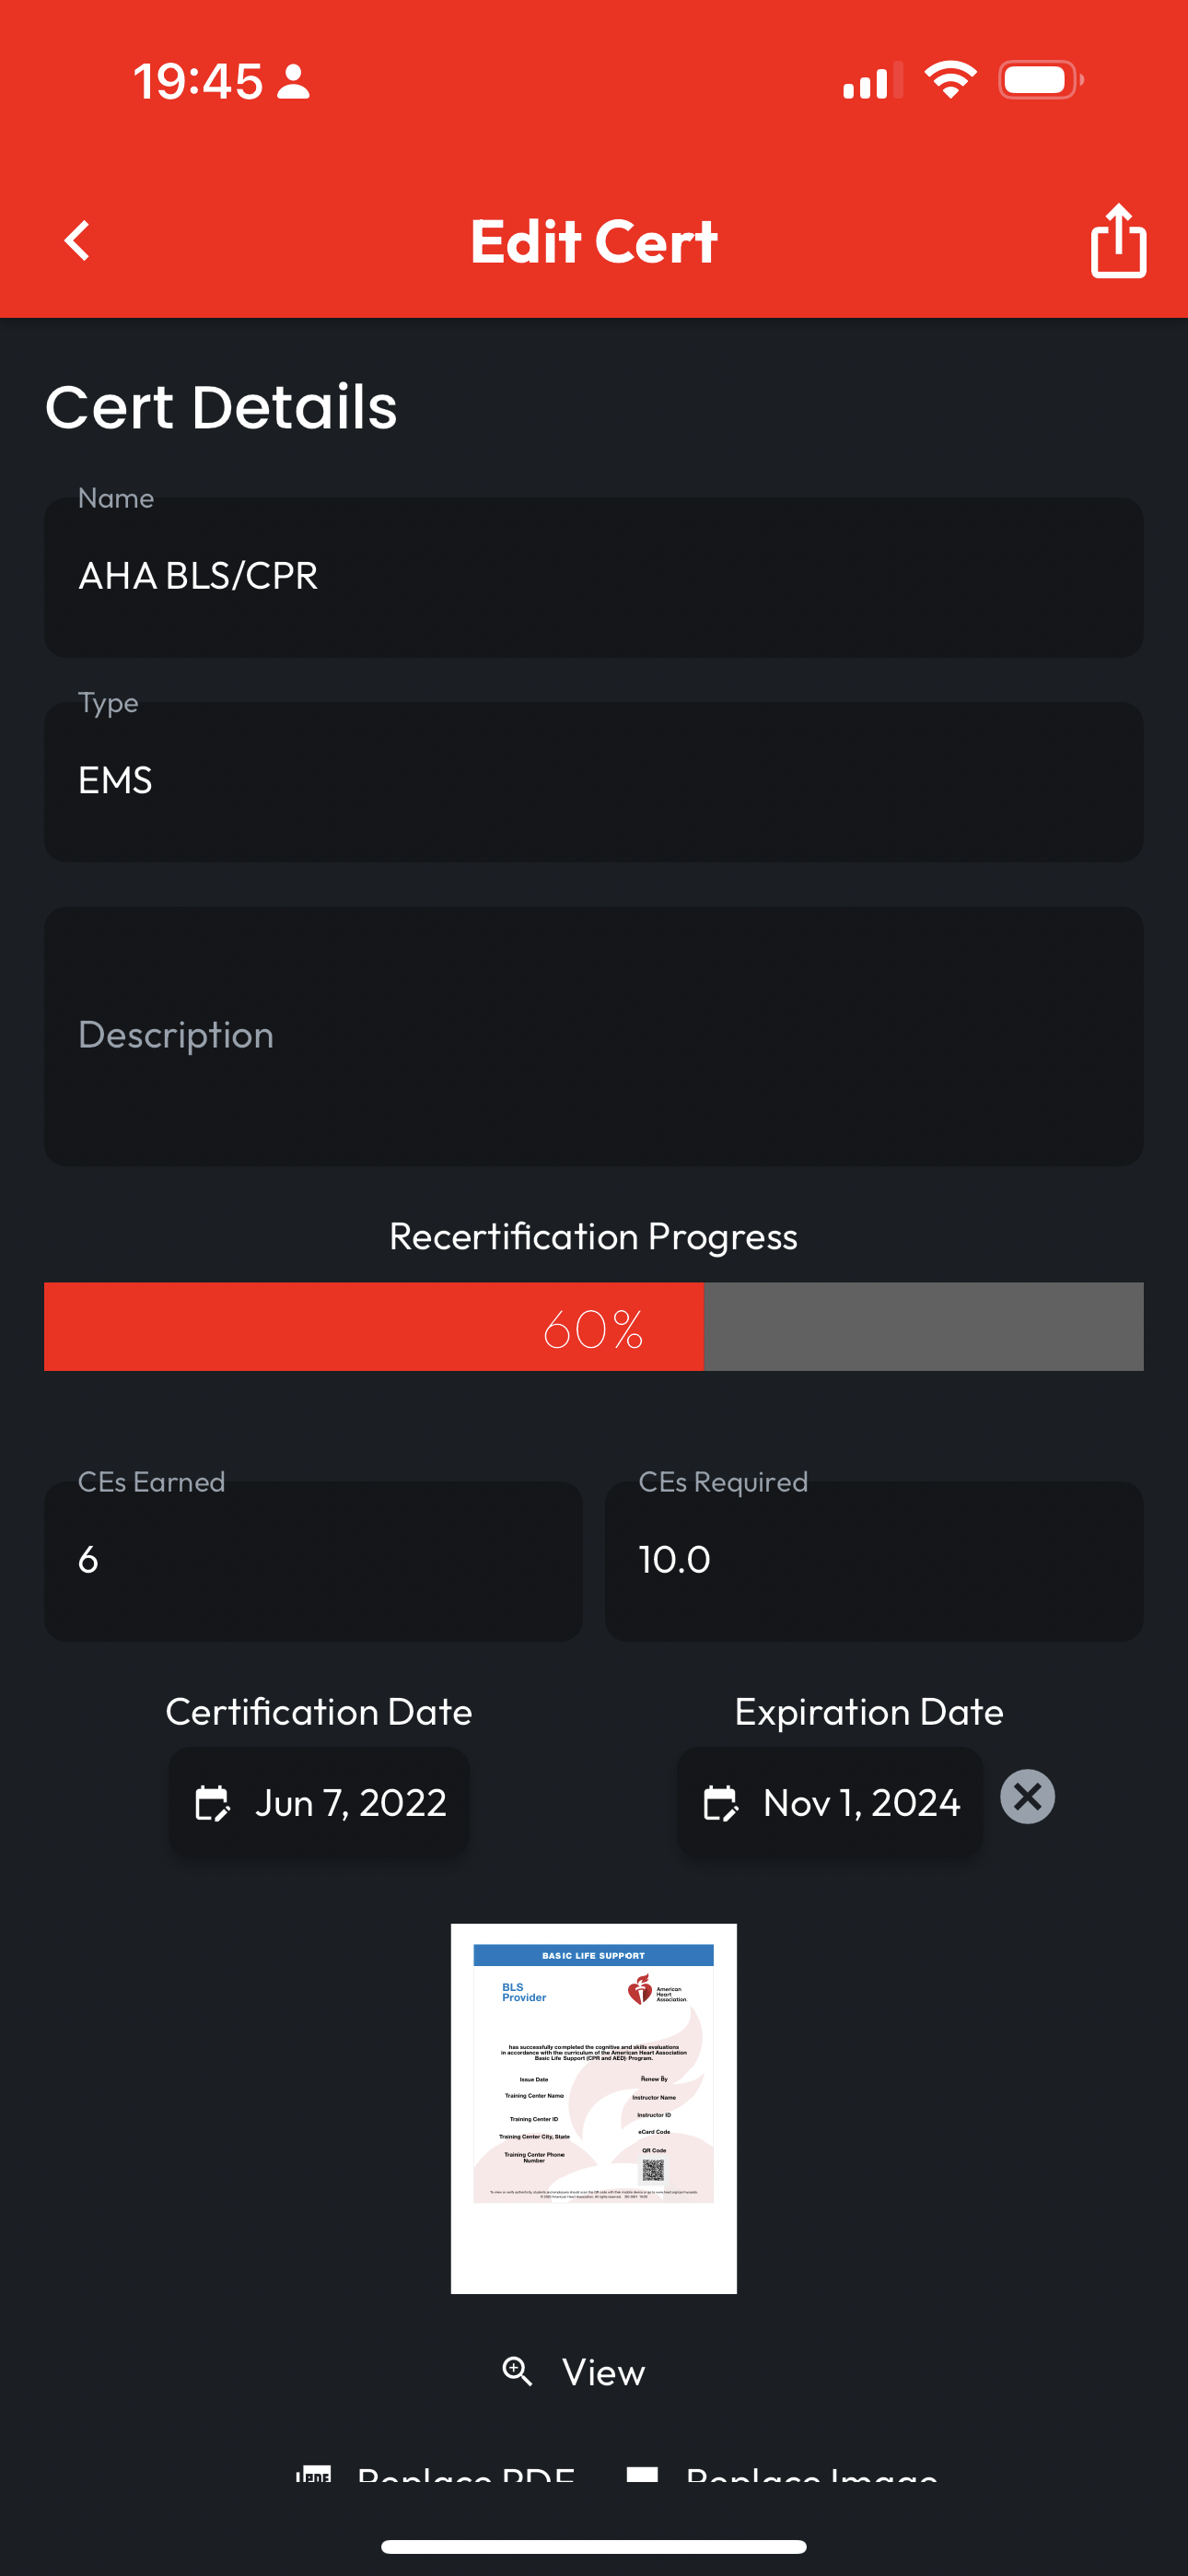 19:45
Edit Cert
Cert Details
Name
AHA BLS/CPR
Type
EMS
Description
Recertification Progress
60%
CEs Earned
CEs Required
6
10.0
Certification Date
Expiration Date
Jun 7, 2022
Nov 1, 2024
BASIC LIFE SUPPORT
BLS
Provider
American
Heart
Association.
has successfully completed the cognitive and skills evaluations
in accordance with the curriculum of the American Heart Association
Basic Life Support (CPR and AED) Program.
Issue Date
Renew By
Training Center Name
Instructor Name
Training Center ID
Instructor ID
Training Center City, State
eCard Code
Training Center Phone
Number
QR Code
View
Replace PDF
Replace Image